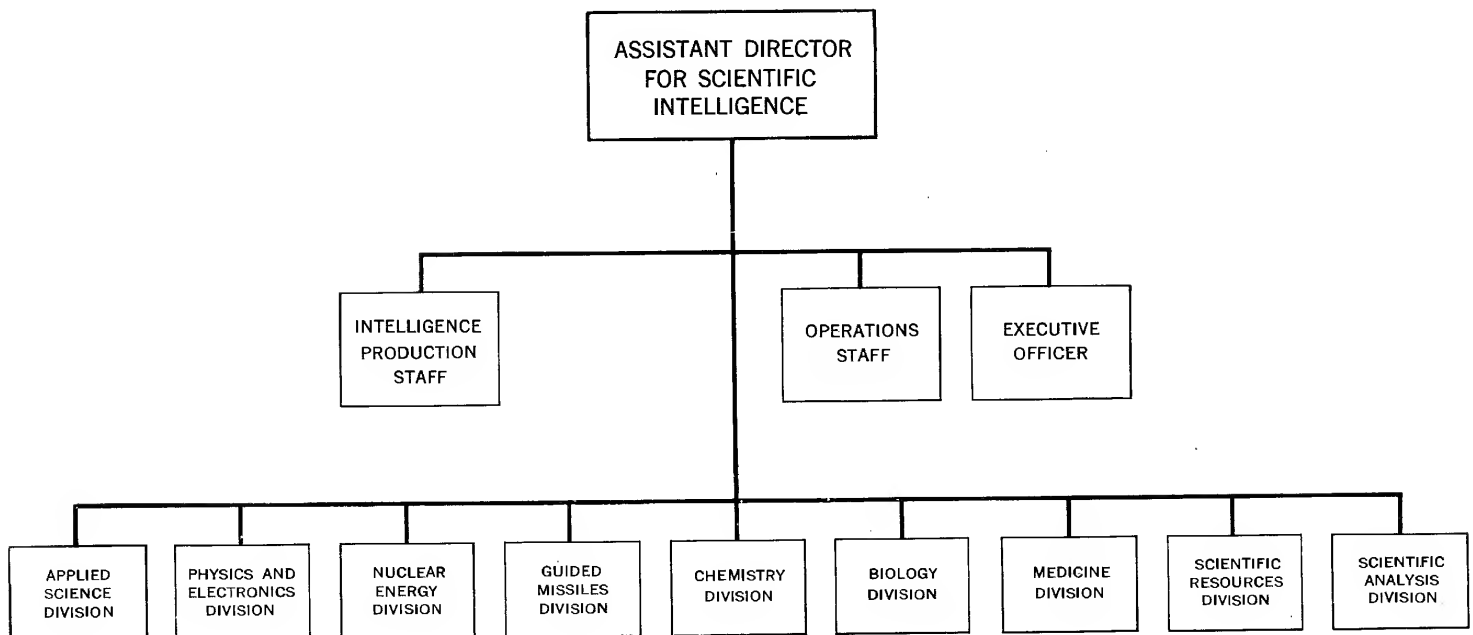 ASSISTANT DIRECTOR
FOR SCIENTIFIC
INTELLIGENCE
INTELLIGENCE
PRODUCTION
STAFF
OPERATIONS
STAFF
EXECUTIVE
OFFICER
APPLIED
SCIENCE
DIVISION
PHYSICS AND
ELECTRONICS
DIVISION
NUCLEAR
ENERGY
DIVISION
GUIDED
MISSILES
DIVISION
CHEMISTRY
DIVISION
BIOLOGY
DIVISION
MEDICINE
DIVISION
SCIENTIFIC
RESOURCES
DIVISION
SCIENTIFIC
ANALYSIS
DIVISION